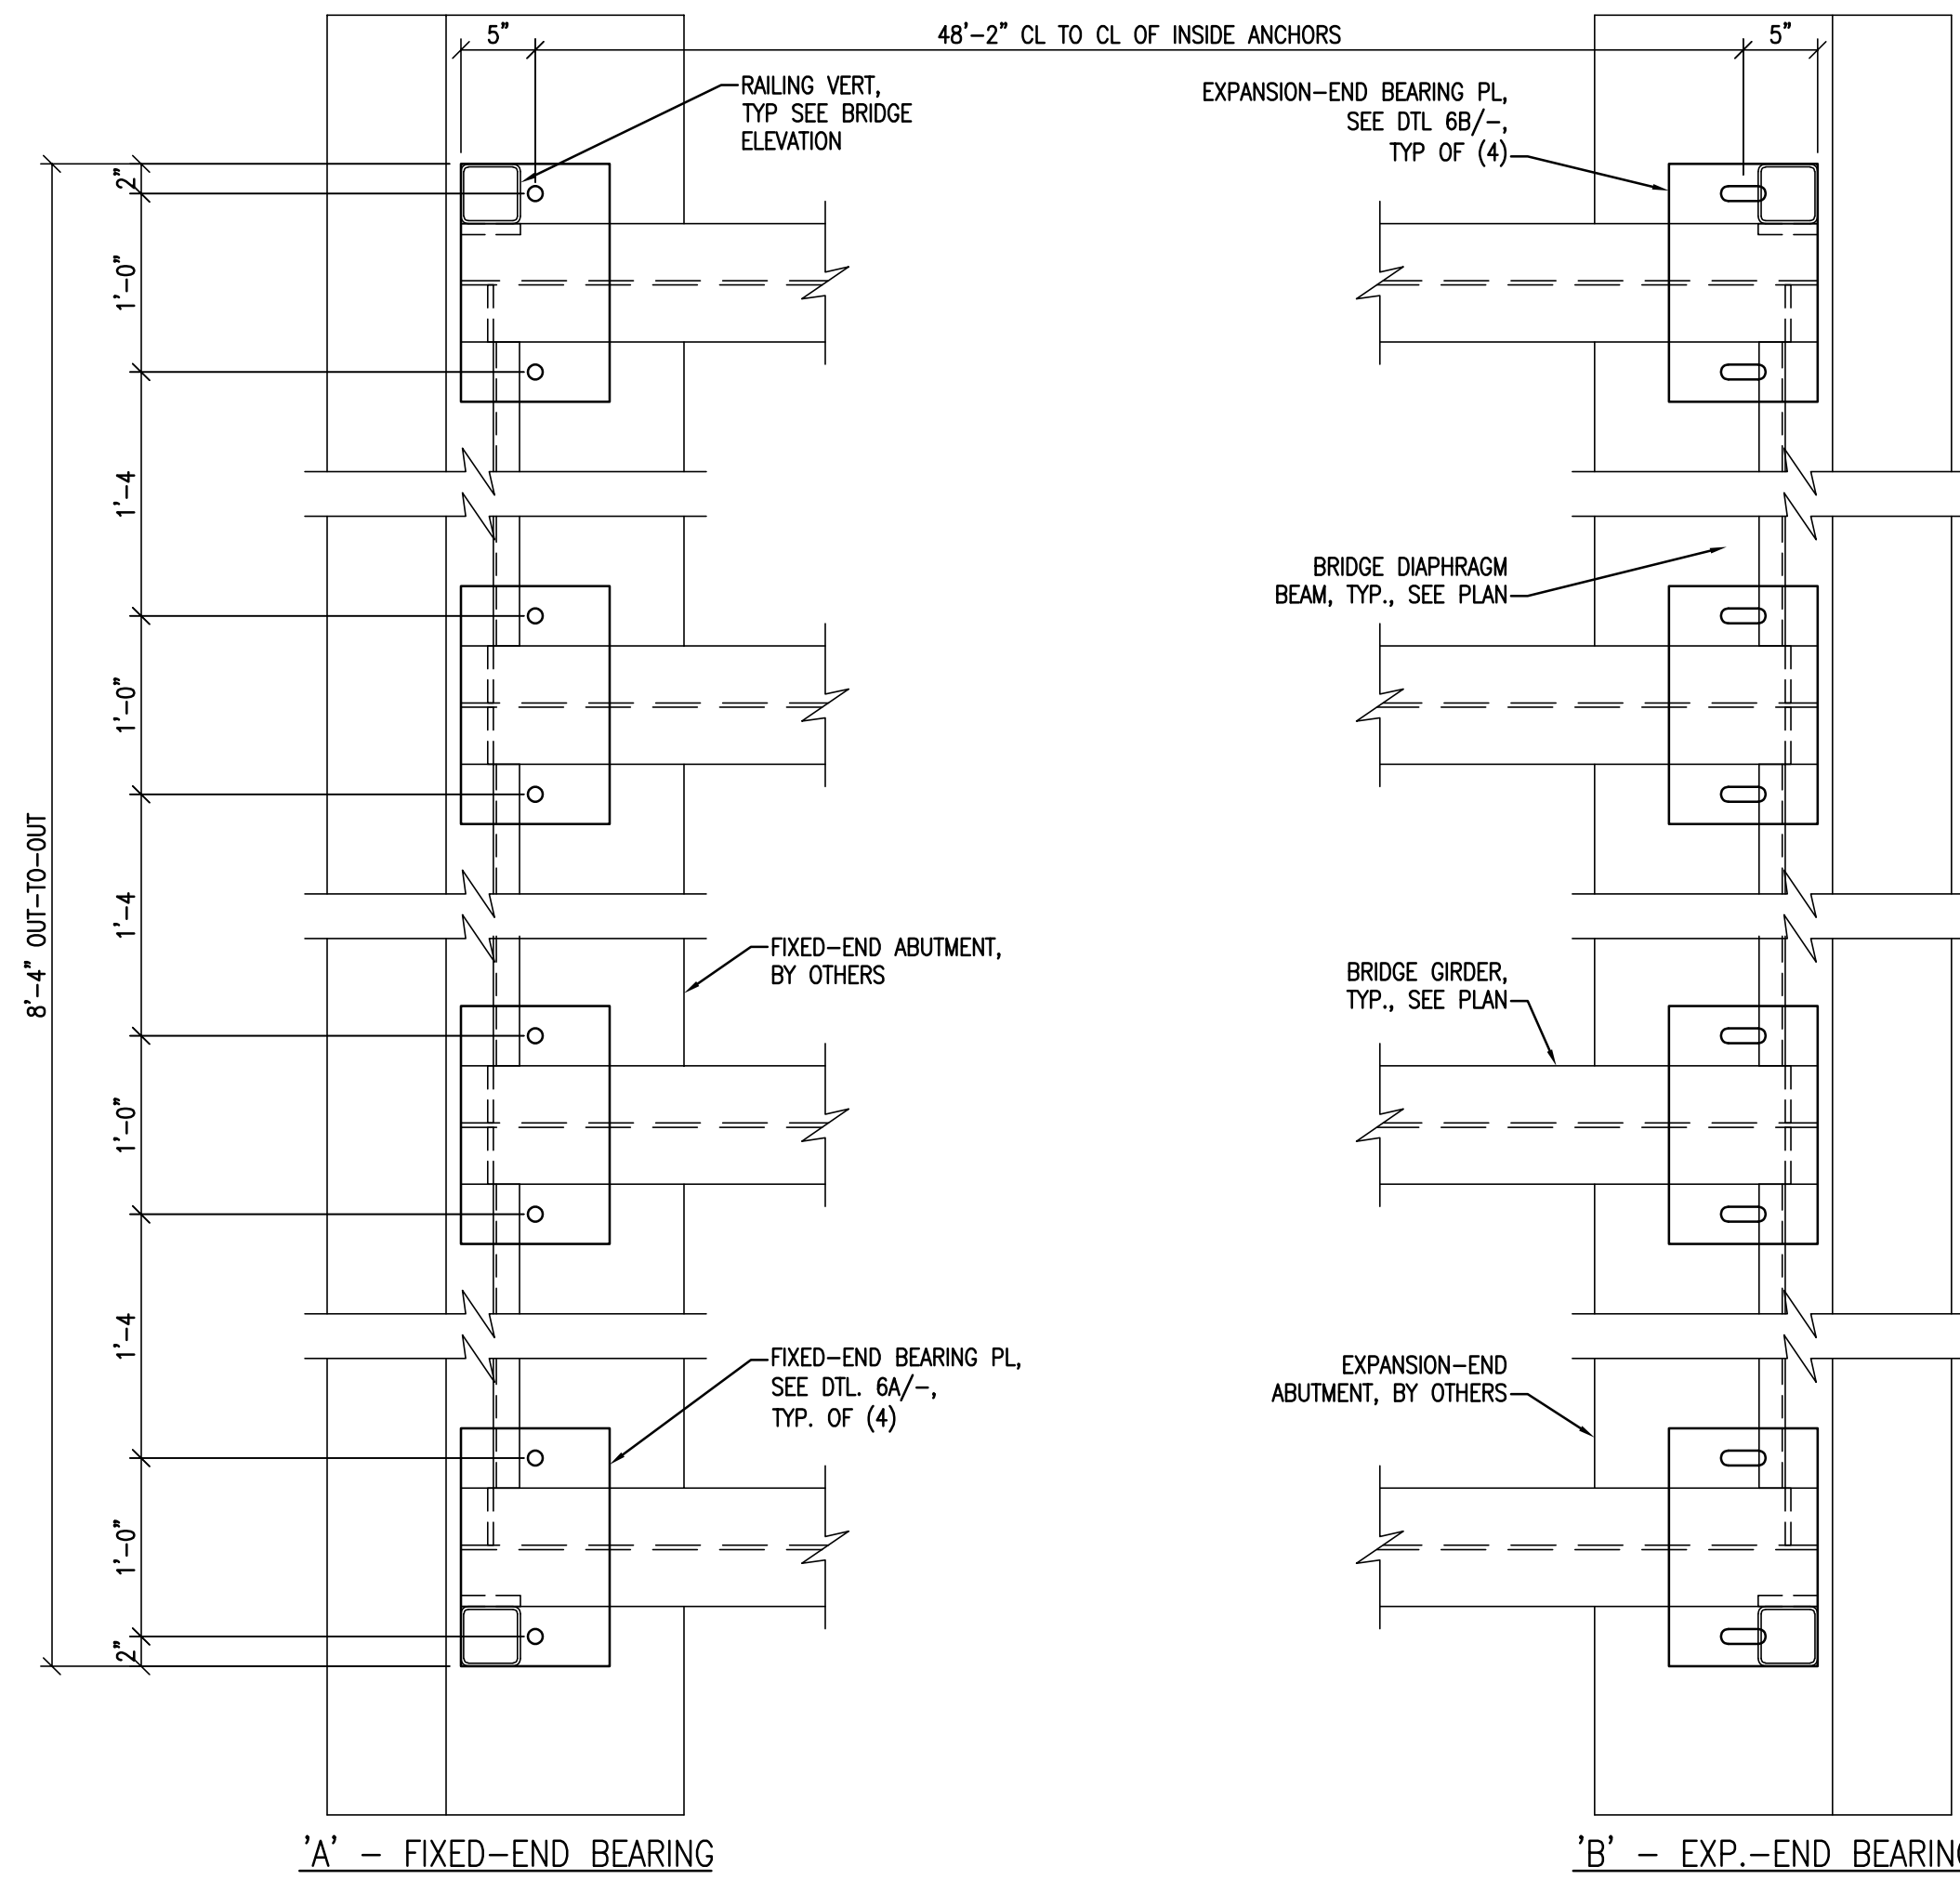 5"
48'-2" CL TO CL OF INSIDE ANCHORS
5"
RAILING VERT,
TYP SEE BRIDGE
ELEVATION
EXPANSION-END BEARING PL,
SEE DTL 6B/-,
TYP OF (4)
2"
1'-0"
1'-4
BRIDGE DIAPHRAGM
BEAM, TYP., SEE PLAN
1'-0"
8'-4" OUT-TO-OUT
1'-4
FIXED-END ABUTMENT,
BY OTHERS
BRIDGE GIRDER,
TYP., SEE PLAN
1'-0"
1'-4
FIXED-END BEARING PL,
SEE DTL. 6A/-,
TYP. OF (4)
EXPANSION-END
ABUTMENT, BY OTHERS
1'-0"
2"
'A' - FIXED-END BEARING
'B' - EXP.-END BEARING